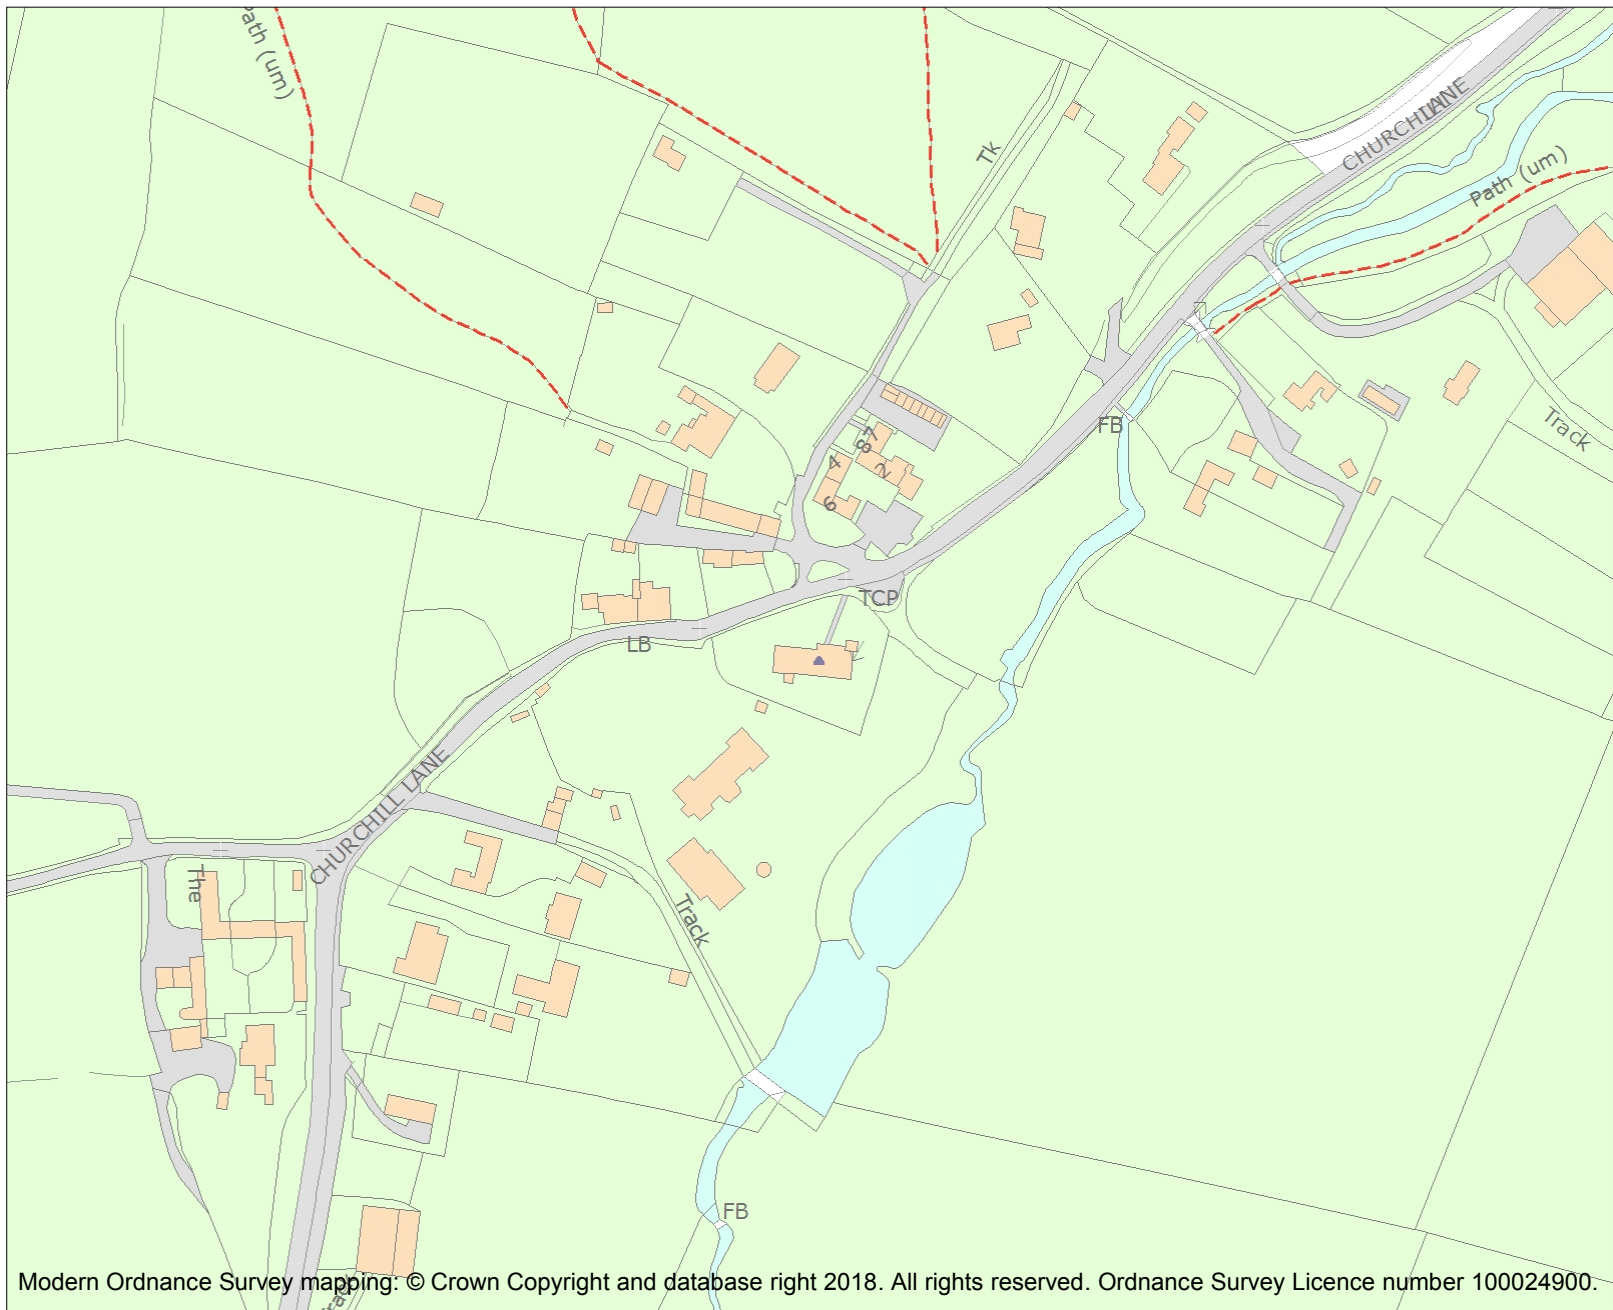 Path (um)
CHURCHILL LANE
Tk
Path (um)
FB
Track
8 7
4
2
6
TCP
LB
CHURCHILL LANE
The
Track
FB
Track
Modern Ordnance Survey mapping: © Crown Copyright and database right 2018. All rights reserved. Ordnance Survey Licence number 100024900.